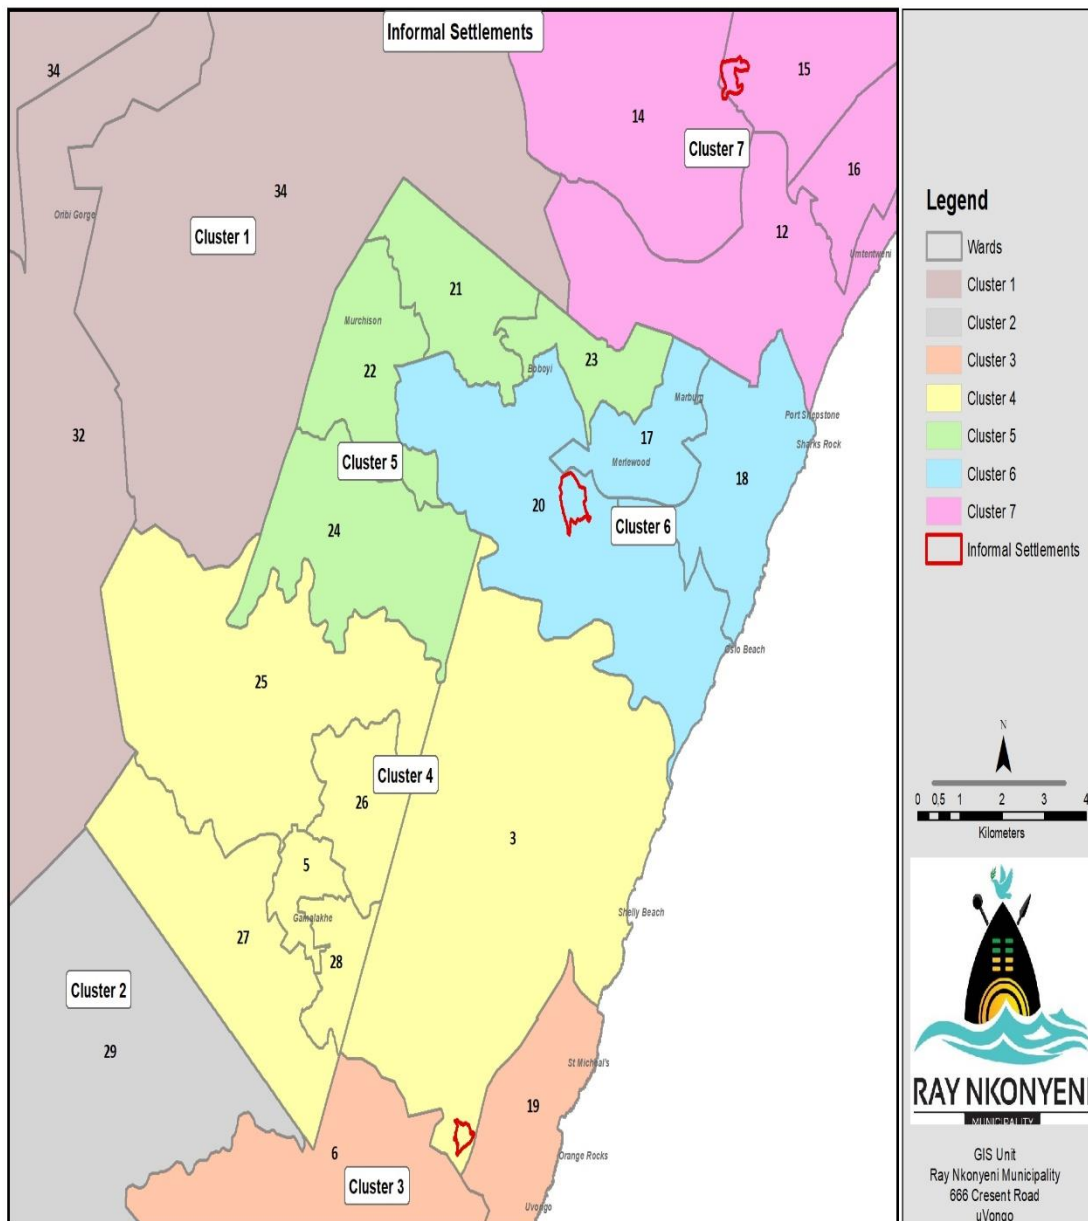 Informal Settlements
34
15
14
Cluster 7
16
34
Oribi Gorge
Cluster 1
12
Umtentweni
21
Murchison
22
23
Boboyi
Marburg
Port Shepstone
32
17
Sharks Rock
Cluster 5
Merlewood
18
20
Cluster 6
24
Oslo Beach
25
Cluster 4
26
3
5
Gamalakhe
Shelly Beach
27
28
Cluster 2
29
St Micheal's
19
6
Orange Rocks
Cluster 3
Uvongo
Legend
Wards
Cluster 1
Cluster 2
Cluster 3
Cluster 4
Cluster 5
Cluster 6
Cluster 7
Informal Settlements
N
0 0.5 1 2 3 4
Kilometers
RAY NKONYENI
MUNICIPALITY
GIS Unit
Ray Nkonyeni Municipality
666 Cresent Road
uVongo